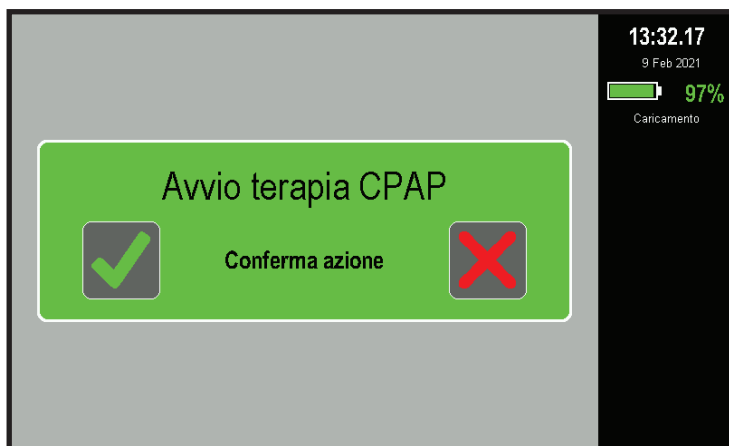 Avvio terapia CPAP
Conferma azione
13:32.17
9 Feb 2021
97%
Caricamento